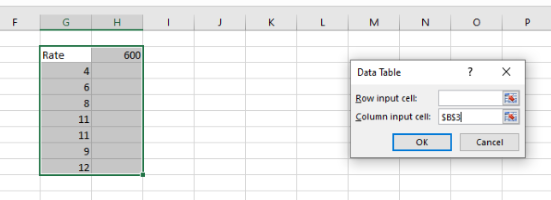 F G H I J K L M N O P
Rate 600
4
6
8
11
11
9
12
Data Table ? ×
Row input cell:
Column input cell: $B$3
OK Cancel